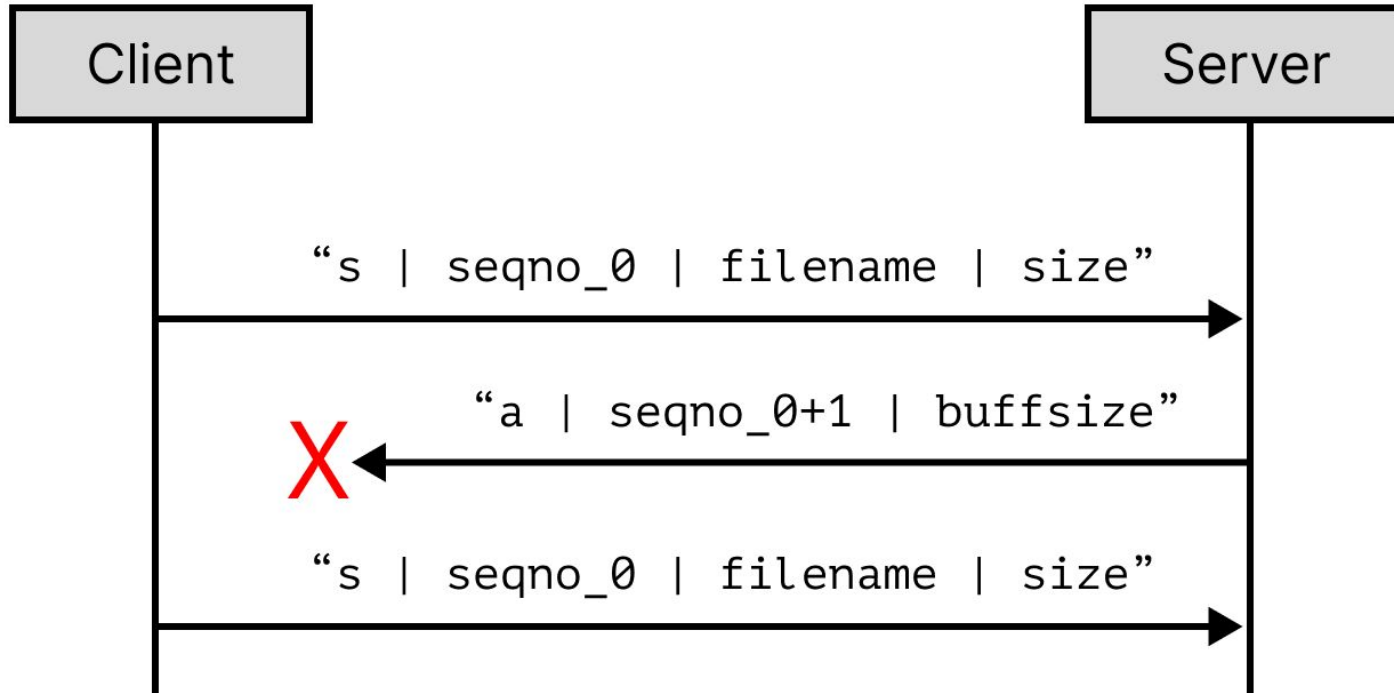 Client
Server
“s | seqno_0 | filename | size”
“a | seqno_0+1 | buffsize”
X
“s | seqno_0 | filename | size”